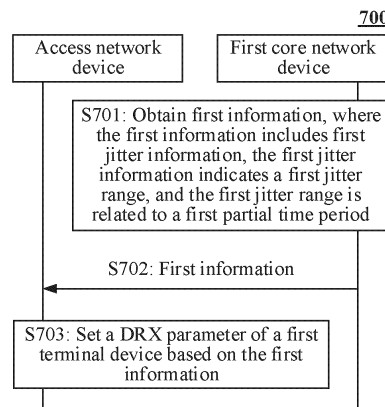 700
Access network
device
First core network
device
S701: Obtain first information, where
the first information includes first
jitter information, the first jitter
information indicates a first jitter
range, and the first jitter range is
related to a first partial time period
S702: First information
S703: Set a DRX parameter of a first
terminal device based on the first
information